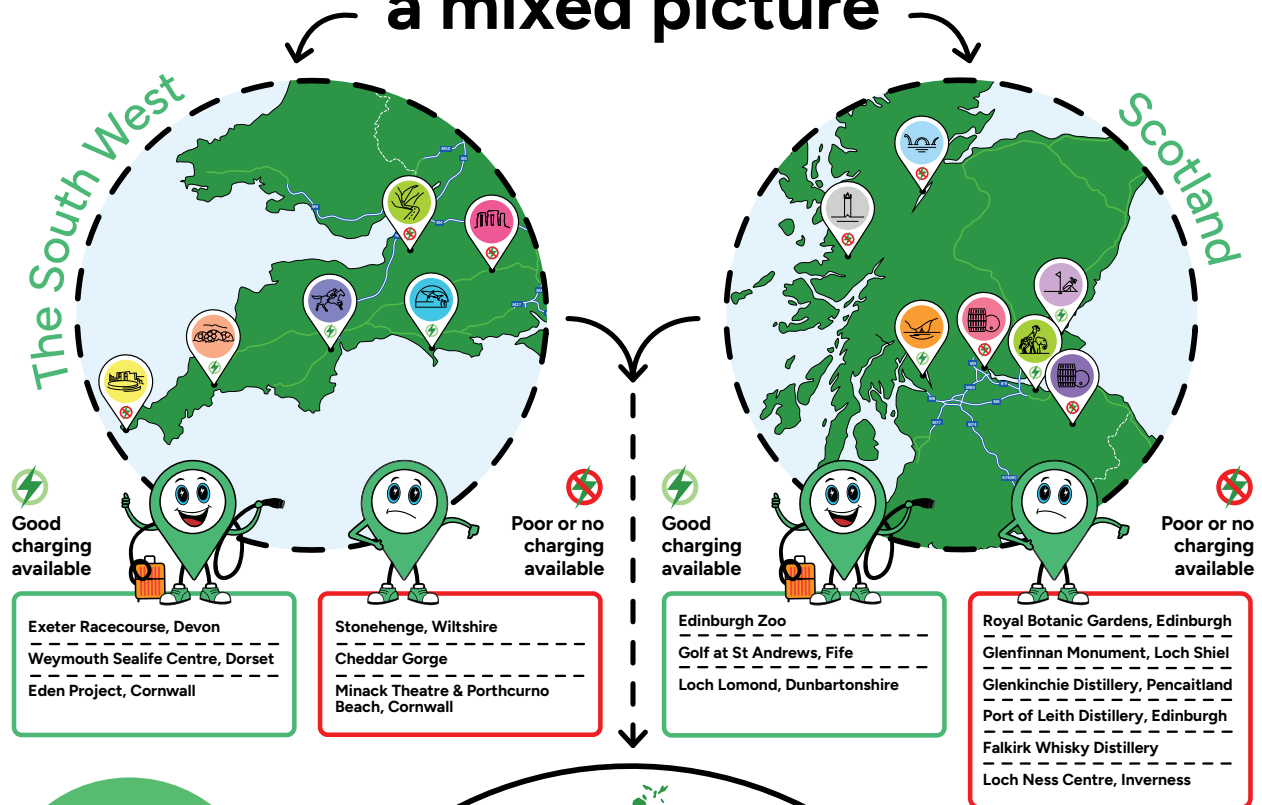 a mixed picture
The South West
Scotland
Good
charging
available
Poor or no
charging
available
Exeter Racecourse, Devon
Weymouth Sealife Centre, Dorset
Eden Project, Cornwall
Stonehenge, Wiltshire
Cheddar Gorge
Minack Theatre & Porthcurno
Beach, Cornwall
Good
charging
available
Poor or no
charging
available
Edinburgh Zoo
Golf at St Andrews, Fife
Loch Lomond, Dunbartonshire
Royal Botanic Gardens, Edinburgh
Glenfinnan Monument, Loch Shiel
Glenkinchie Distillery, Pencaitland
Port of Leith Distillery, Edinburgh
Falkirk Whisky Distillery
Loch Ness Centre, Inverness